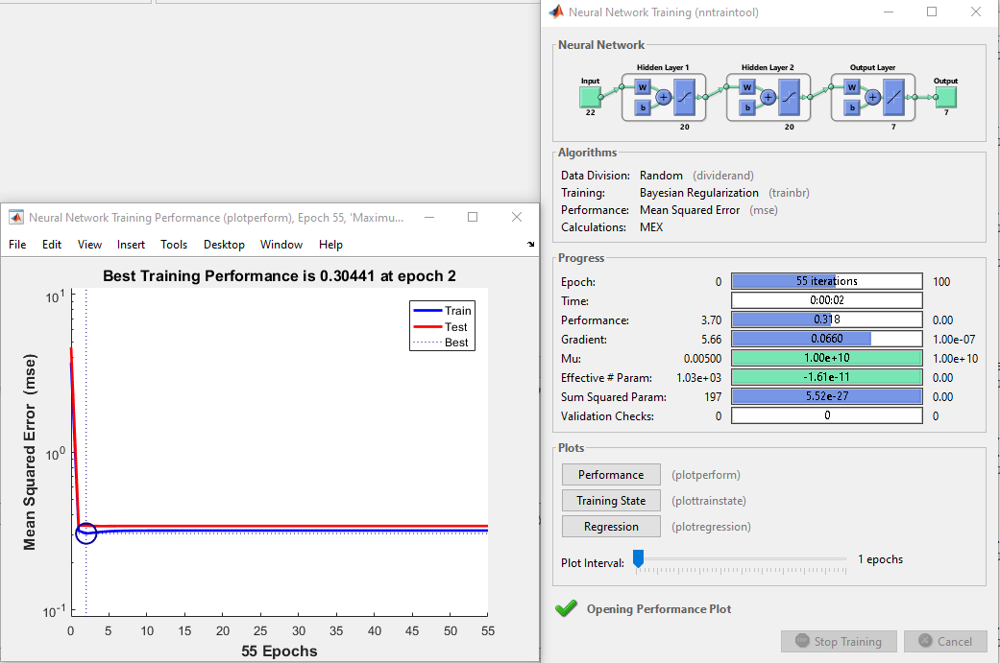 Neural Network Training (nntraintool)
Neural Network
Hidden Layer 1 Hidden Layer 2 Output Layer
Input Output
W W W
b b b
22 7
20 20 7
Algorithms
Data Division: Random (dividerand)
Training: Bayesian Regularization (trainbr)
Performance: Mean Squared Error (mse)
Calculations: MEX
Progress
Epoch: 0 55 iterations 100
Time: 0:00:02
Performance: 3.70 0.318 0.00
Gradient: 5.66 0.0660 1.00e-07
Mu: 0.00500 1.00e+10 1.00e+10
Effective # Param: 1.03e+03 -1.61e-11 0.00
Sum Squared Param: 197 5.52e-27 0.00
Validation Checks: 0 0 0
Plots
Performance (plotperform)
Training State (plottrainstate)
Regression (plotregression)
Plot Interval: 1 epochs
Opening Performance Plot
Stop Training Cancel
Neural Network Training Performance (plotperform), Epoch 55, 'Maximu...
File Edit View Insert Tools Desktop Window Help
Best Training Performance is 0.30441 at epoch 2
Train
Test
Best
Mean Squared Error (mse)
10^1
10^0
10^-1
0 5 10 15 20 25 30 35 40 45 50 55
55 Epochs